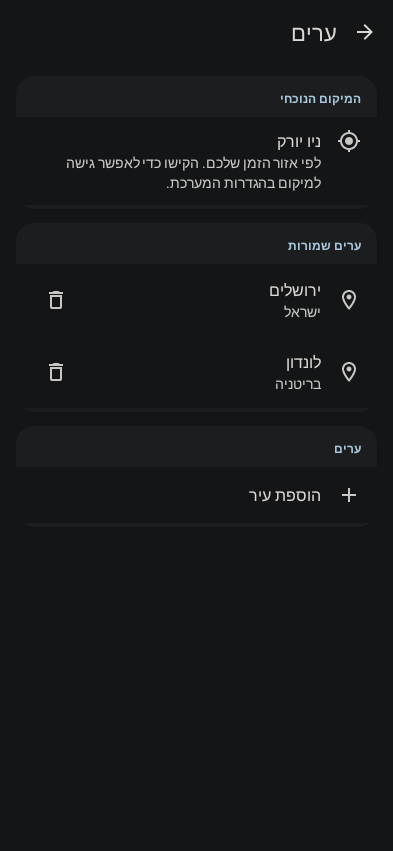 ערים
המיקום הנוכחי
ניו יורק
לפי אזור הזמן שלכם. הקישו כדי לאפשר גישה
למיקום בהגדרות המערכת.
ערים שמורות
ירושלים
ישראל
לונדון
בריטניה
ערים
הוספת עיר